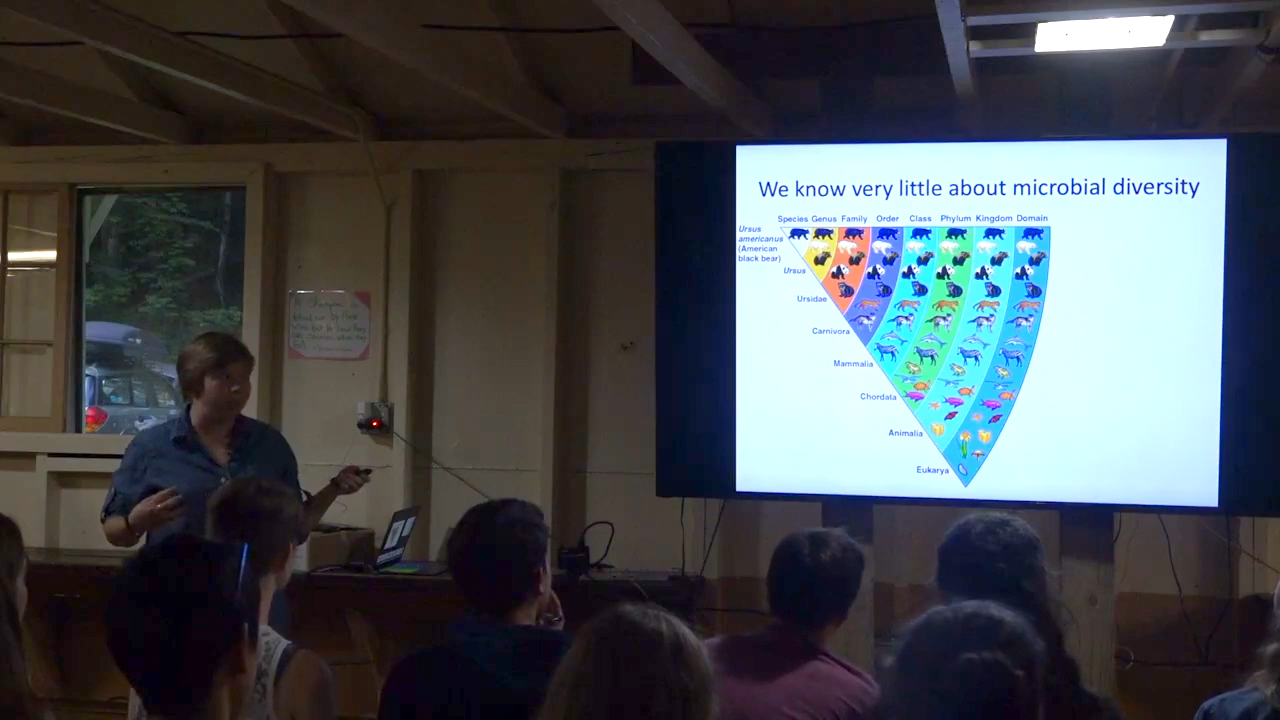 We know very little about microbial diversity
Species Genus Family Order Class Phylum Kingdom Domain
Ursus
americanus
(American
black bear)
Ursus
Ursidae
Carnivora
Mammalia
Chordata
Animalia
Eukarya